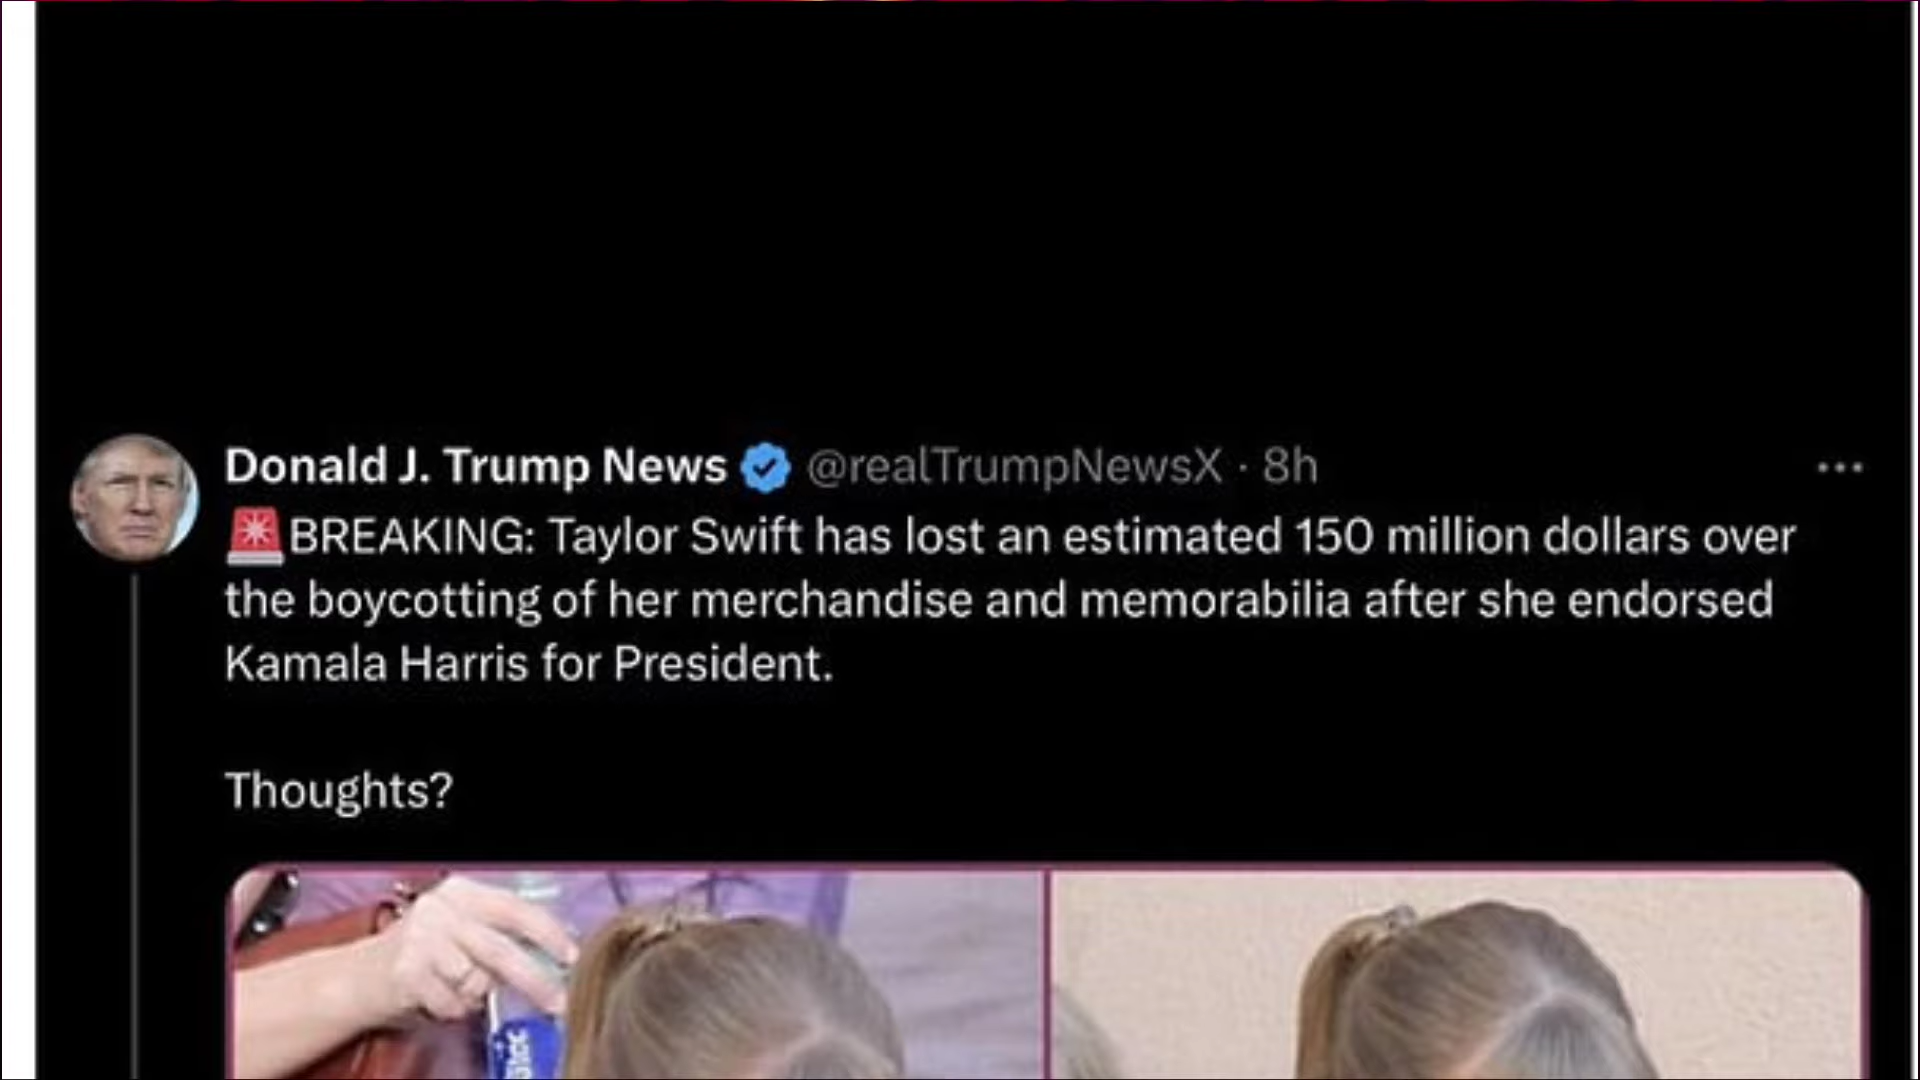 Donald J. Trump News @realTrumpNewsX · 8h
🚨BREAKING: Taylor Swift has lost an estimated 150 million dollars over
the boycotting of her merchandise and memorabilia after she endorsed
Kamala Harris for President.
Thoughts?